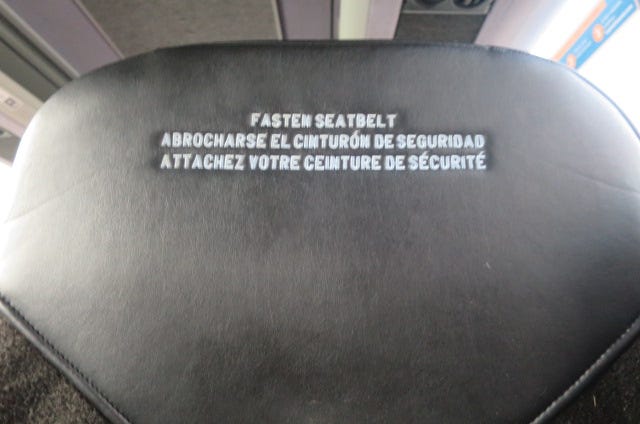 FASTEN SEATBELT
ABROCHARSE EL CINTURÓN DE SEGURIDAD
ATTACHEZ VOTRE CEINTURE DE SÉCURITÉ